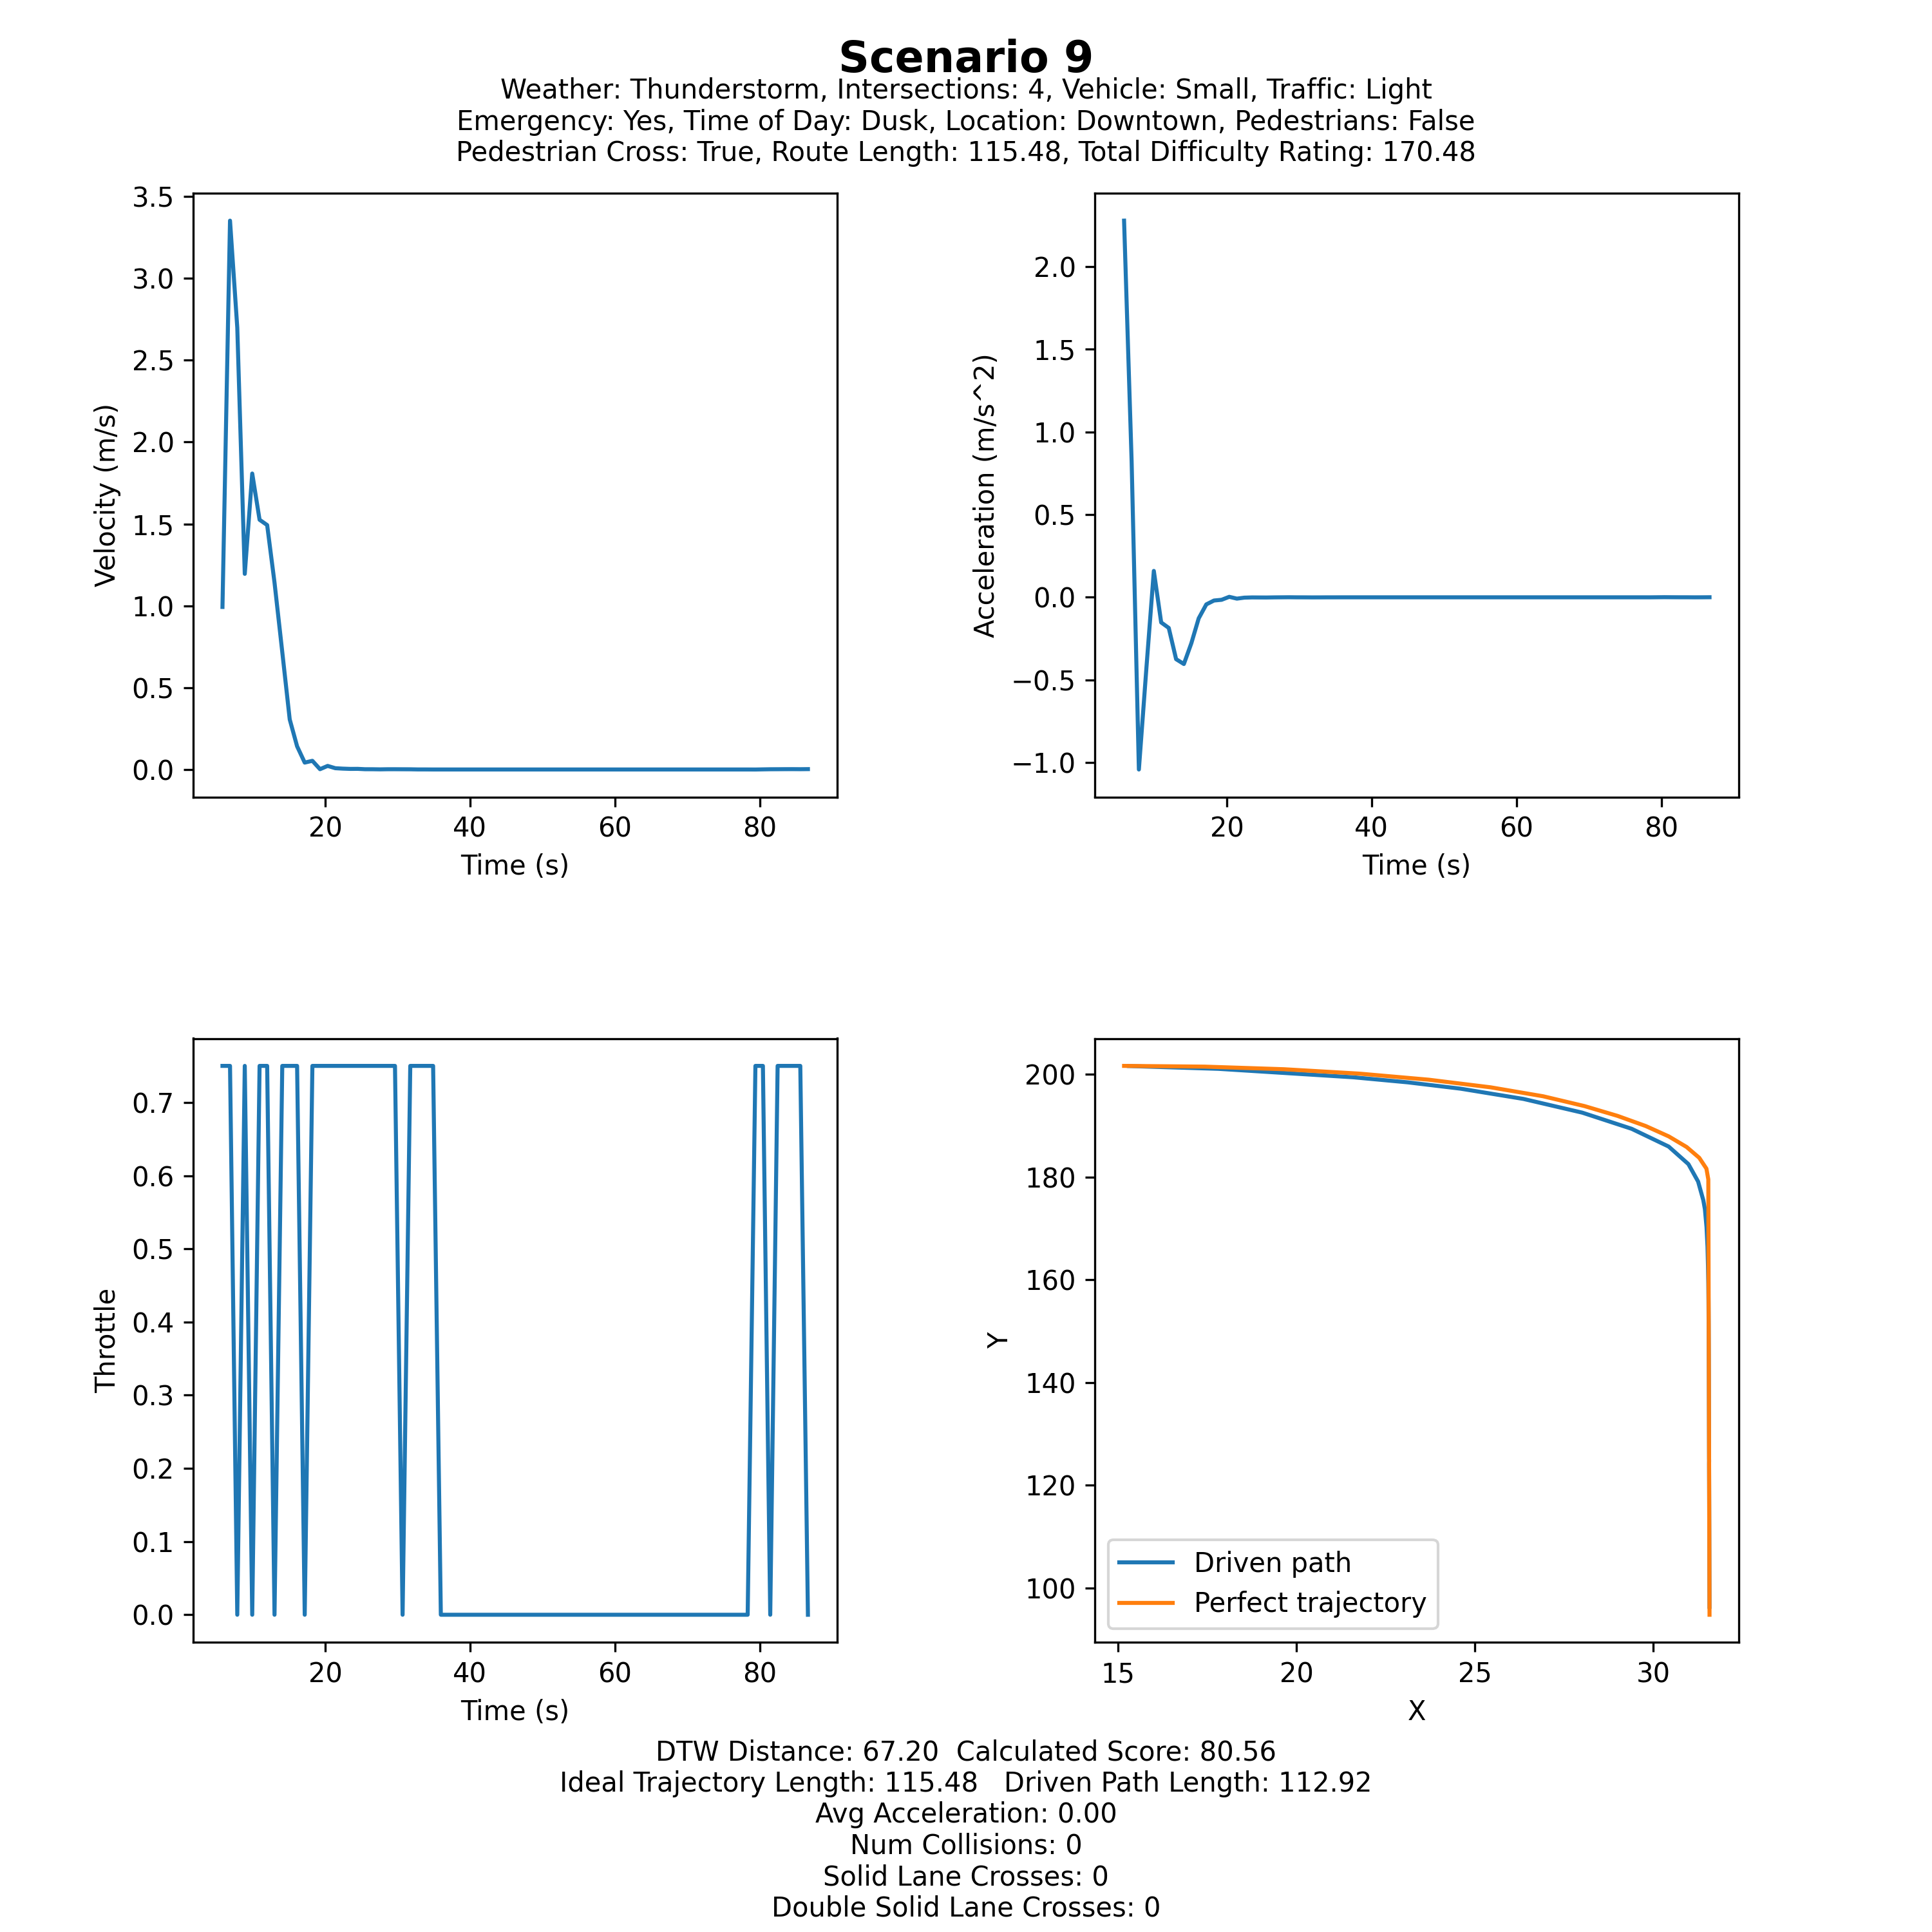 Scenario 9
Weather: Thunderstorm, Intersections: 4, Vehicle: Small, Traffic: Light
Emergency: Yes, Time of Day: Dusk, Location: Downtown, Pedestrians: False
Pedestrian Cross: True, Route Length: 115.48, Total Difficulty Rating: 170.48
3.5
3.0
2.5
2.0
1.5
1.0
0.5
0.0
Velocity (m/s)
20 40 60 80
Time (s)
2.0
1.5
1.0
0.5
0.0
−0.5
−1.0
Acceleration (m/s^2)
20 40 60 80
Time (s)
0.7
0.6
0.5
0.4
0.3
0.2
0.1
0.0
Throttle
20 40 60 80
Time (s)
200
180
160
140
120
100
Y
Driven path
Perfect trajectory
15 20 25 30
X
DTW Distance: 67.20 Calculated Score: 80.56
Ideal Trajectory Length: 115.48 Driven Path Length: 112.92
Avg Acceleration: 0.00
Num Collisions: 0
Solid Lane Crosses: 0
Double Solid Lane Crosses: 0